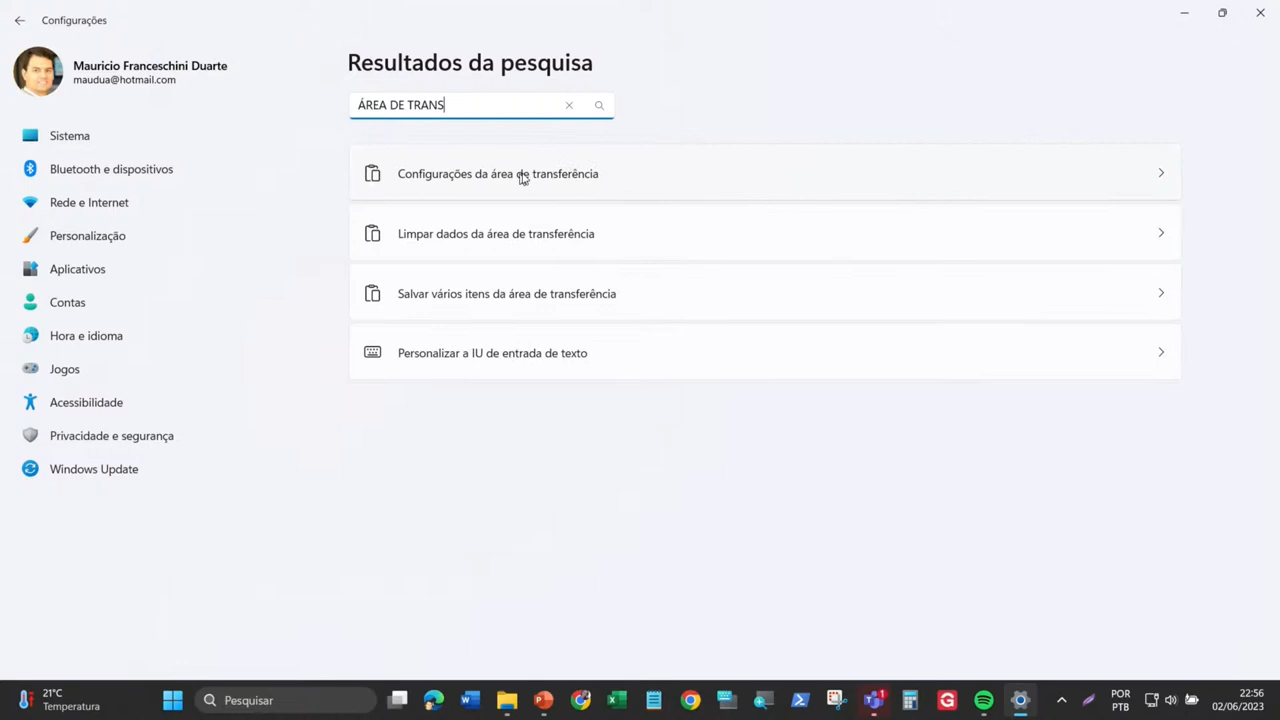 Configurações
Mauricio Franceschini Duarte
maudua@hotmail.com
Sistema
Bluetooth e dispositivos
Rede e Internet
Personalização
Aplicativos
Contas
Hora e idioma
Jogos
Acessibilidade
Privacidade e segurança
Windows Update
Resultados da pesquisa
ÁREA DE TRANS
Configurações da área de transferência
Limpar dados da área de transferência
Salvar vários itens da área de transferência
Personalizar a IU de entrada de texto
21°C
Temperatura
Pesquisar
POR
PTB
22:56
02/06/2023